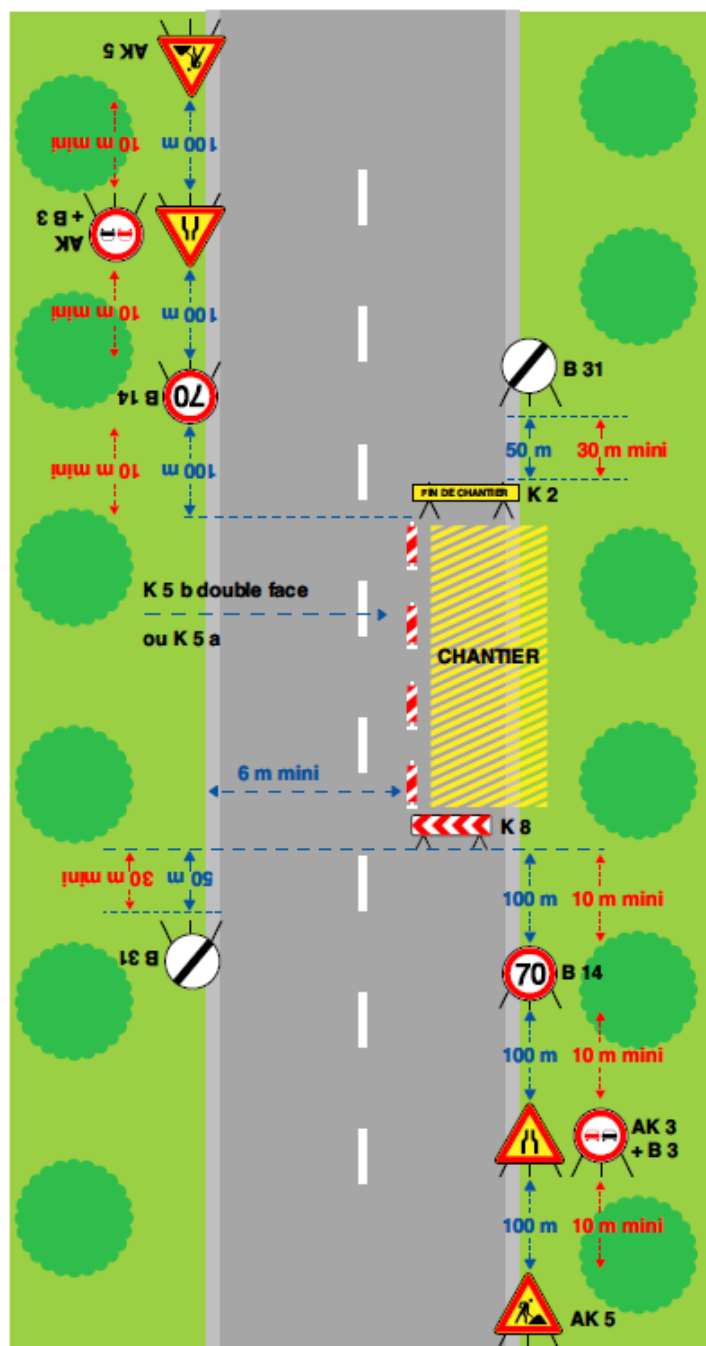 AK 5
10 m mini
100 m
AK
+ B 3
10 m mini
100 m
B 31
70
B 14
50 m
30 m mini
10 m mini
100 m
FIN DE CHANTIER
K 2
K 5 b double face
ou K 5 a
CHANTIER
6 m mini
K 8
30 m mini
50 m
100 m
10 m mini
B 31
70
B 14
100 m
10 m mini
AK 3
+ B 3
100 m
10 m mini
AK 5